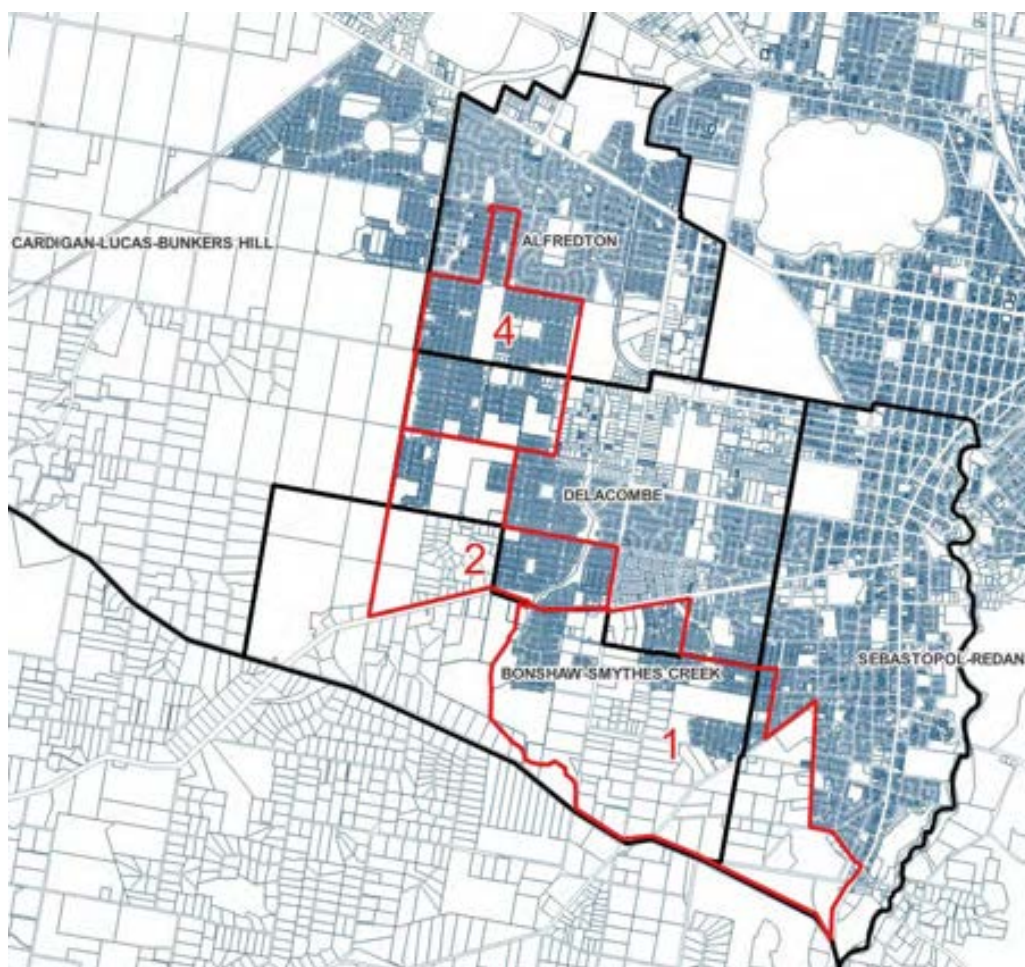 CARDIGAN-LUCAS-BUNKERS HILL
ALFREDTON
4
DELACOMBE
2
SEBASTOPOL-REDAN
BONSHAW-SMYTHES CREEK
1